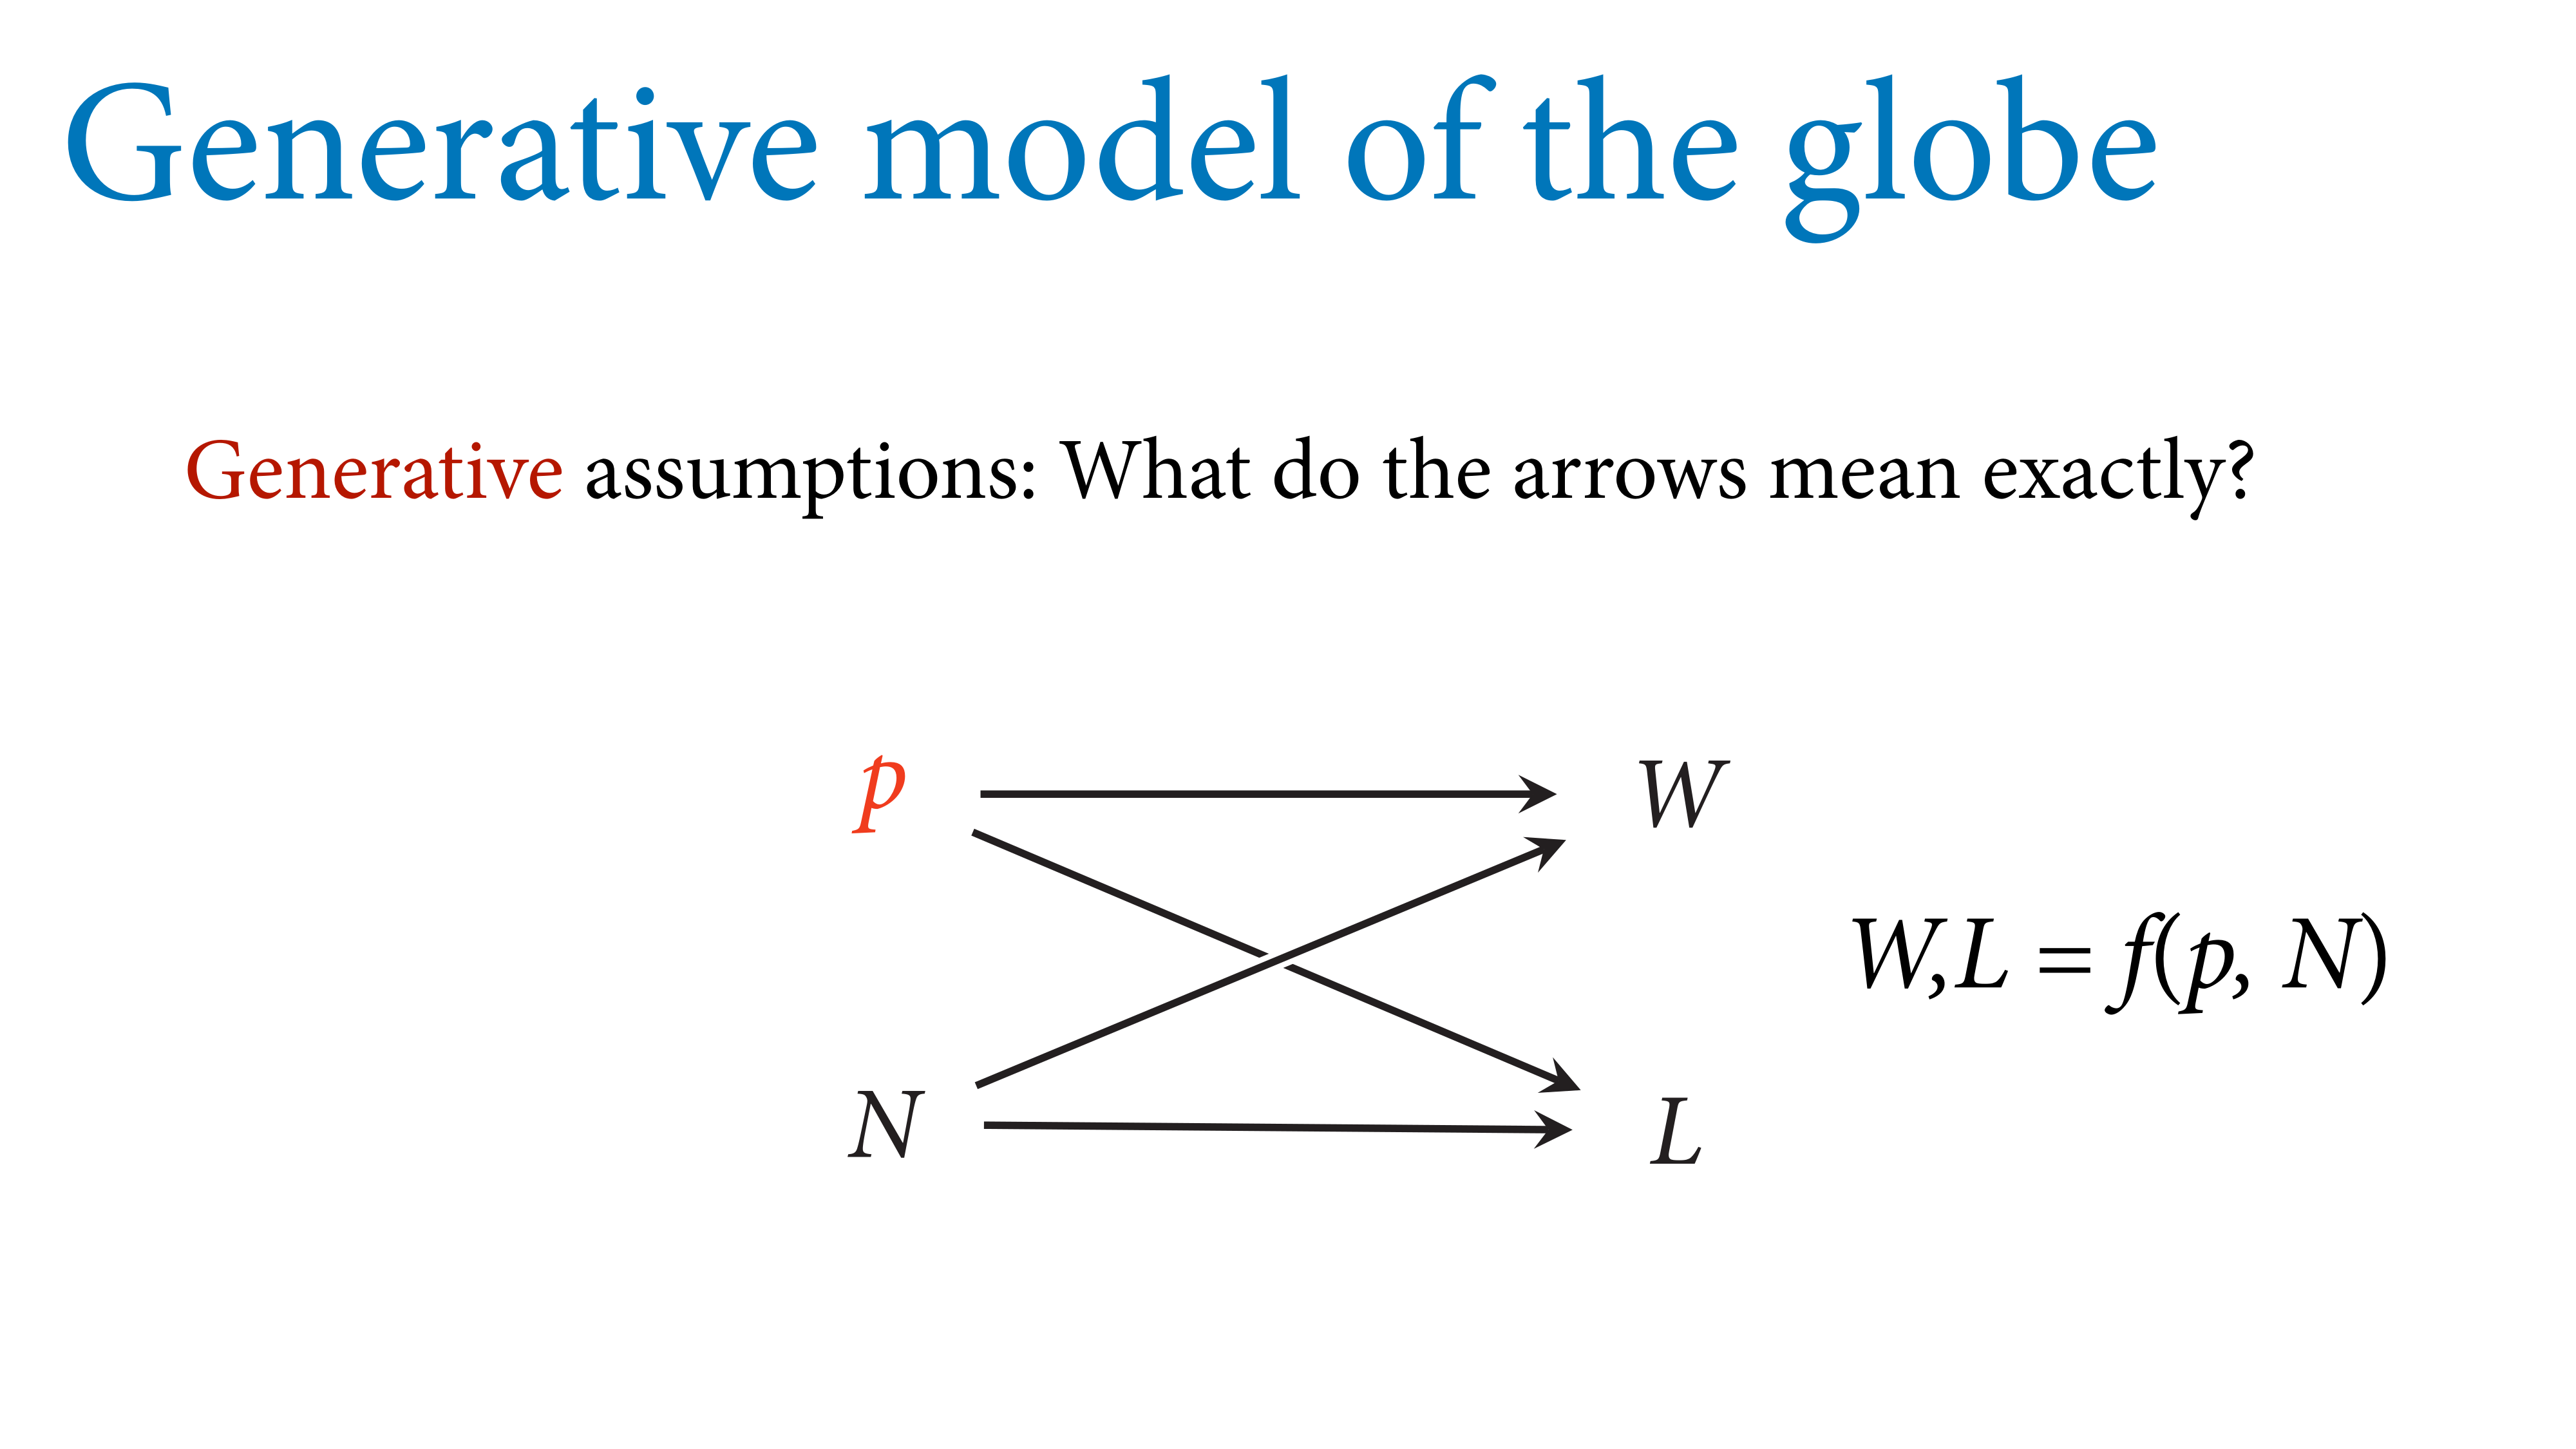 Generative model of the globe
Generative assumptions: What do the arrows mean exactly?
p
W
W,L = f(p, N)
N
L